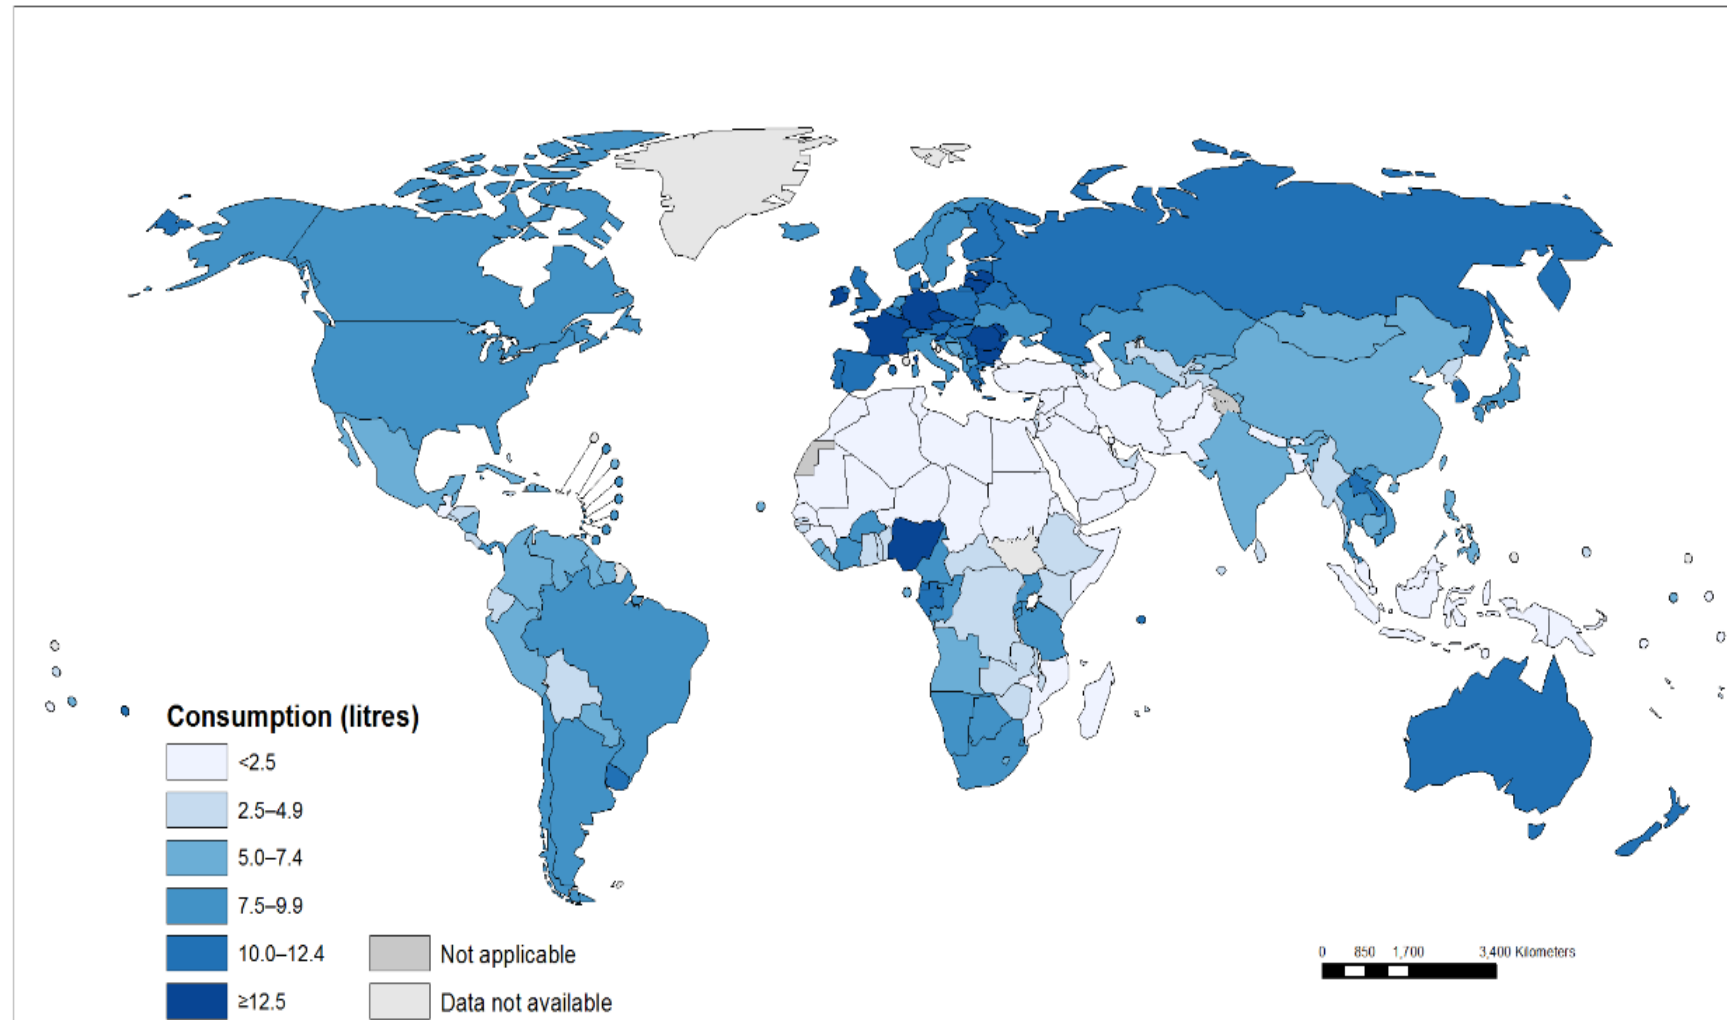 Consumption (litres)
<2.5
2.5–4.9
5.0–7.4
7.5–9.9
10.0–12.4
≥12.5
Not applicable
Data not available
0 850 1,700 3,400 Kilometers